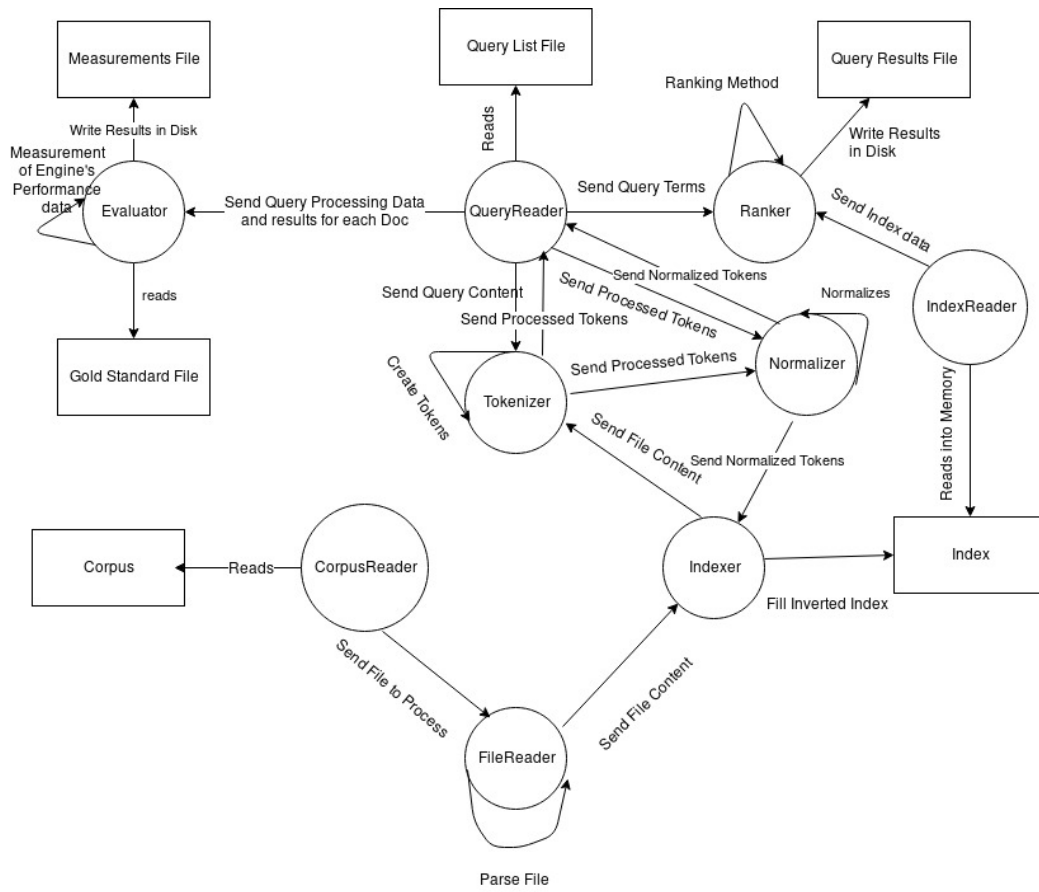 Query List File
Measurements File
Query Results File
Ranking Method
Write Results in Disk
Reads
Write Results
in Disk
Measurement
of Engine's
Performance
data
Evaluator
Send Query Processing Data
and results for each Doc
QueryReader
Send Query Terms
Ranker
Send Index data
Send Normalized Tokens
reads
Send Query Content
Send Processed Tokens
Normalizes
IndexReader
Send Processed Tokens
Gold Standard File
Create Tokens
Tokenizer
Send Processed Tokens
Normalizer
Reads into Memory
Send File Content
Send Normalized Tokens
Corpus
Reads
CorpusReader
Indexer
Index
Fill Inverted Index
Send File to Process
Send File Content
FileReader
Parse File